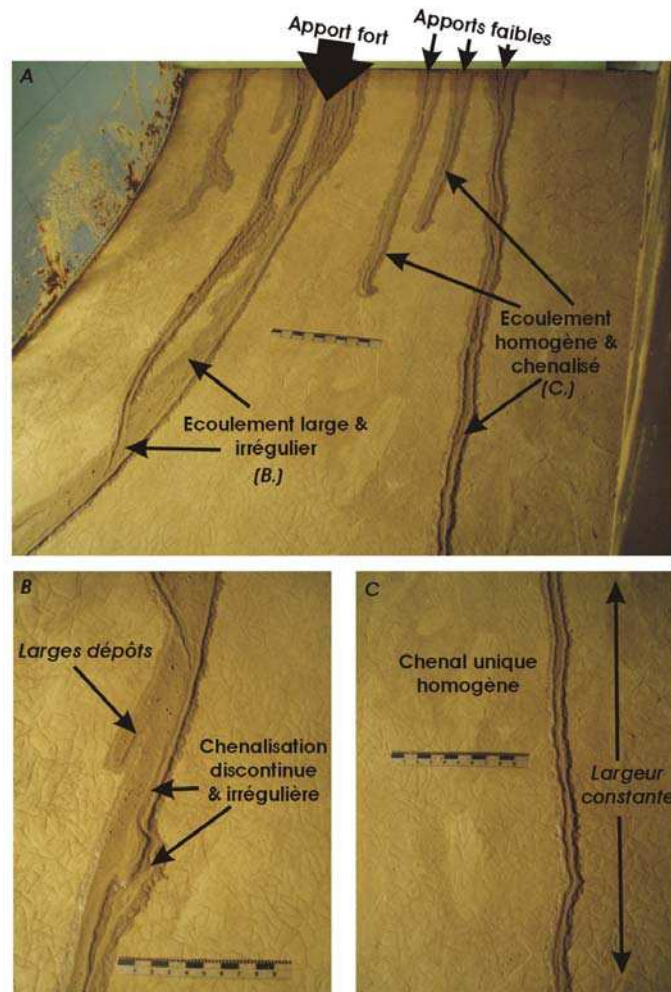 Apport fort
Apports faibles
A
Ecoulement
homogène &
chenalisé
(C.)
Ecoulement large &
irrégulier
(B.)
B
Larges dépôts
Chenalisation
discontinue
& irrégulière
C
Chenal unique
homogène
Largeur
constante